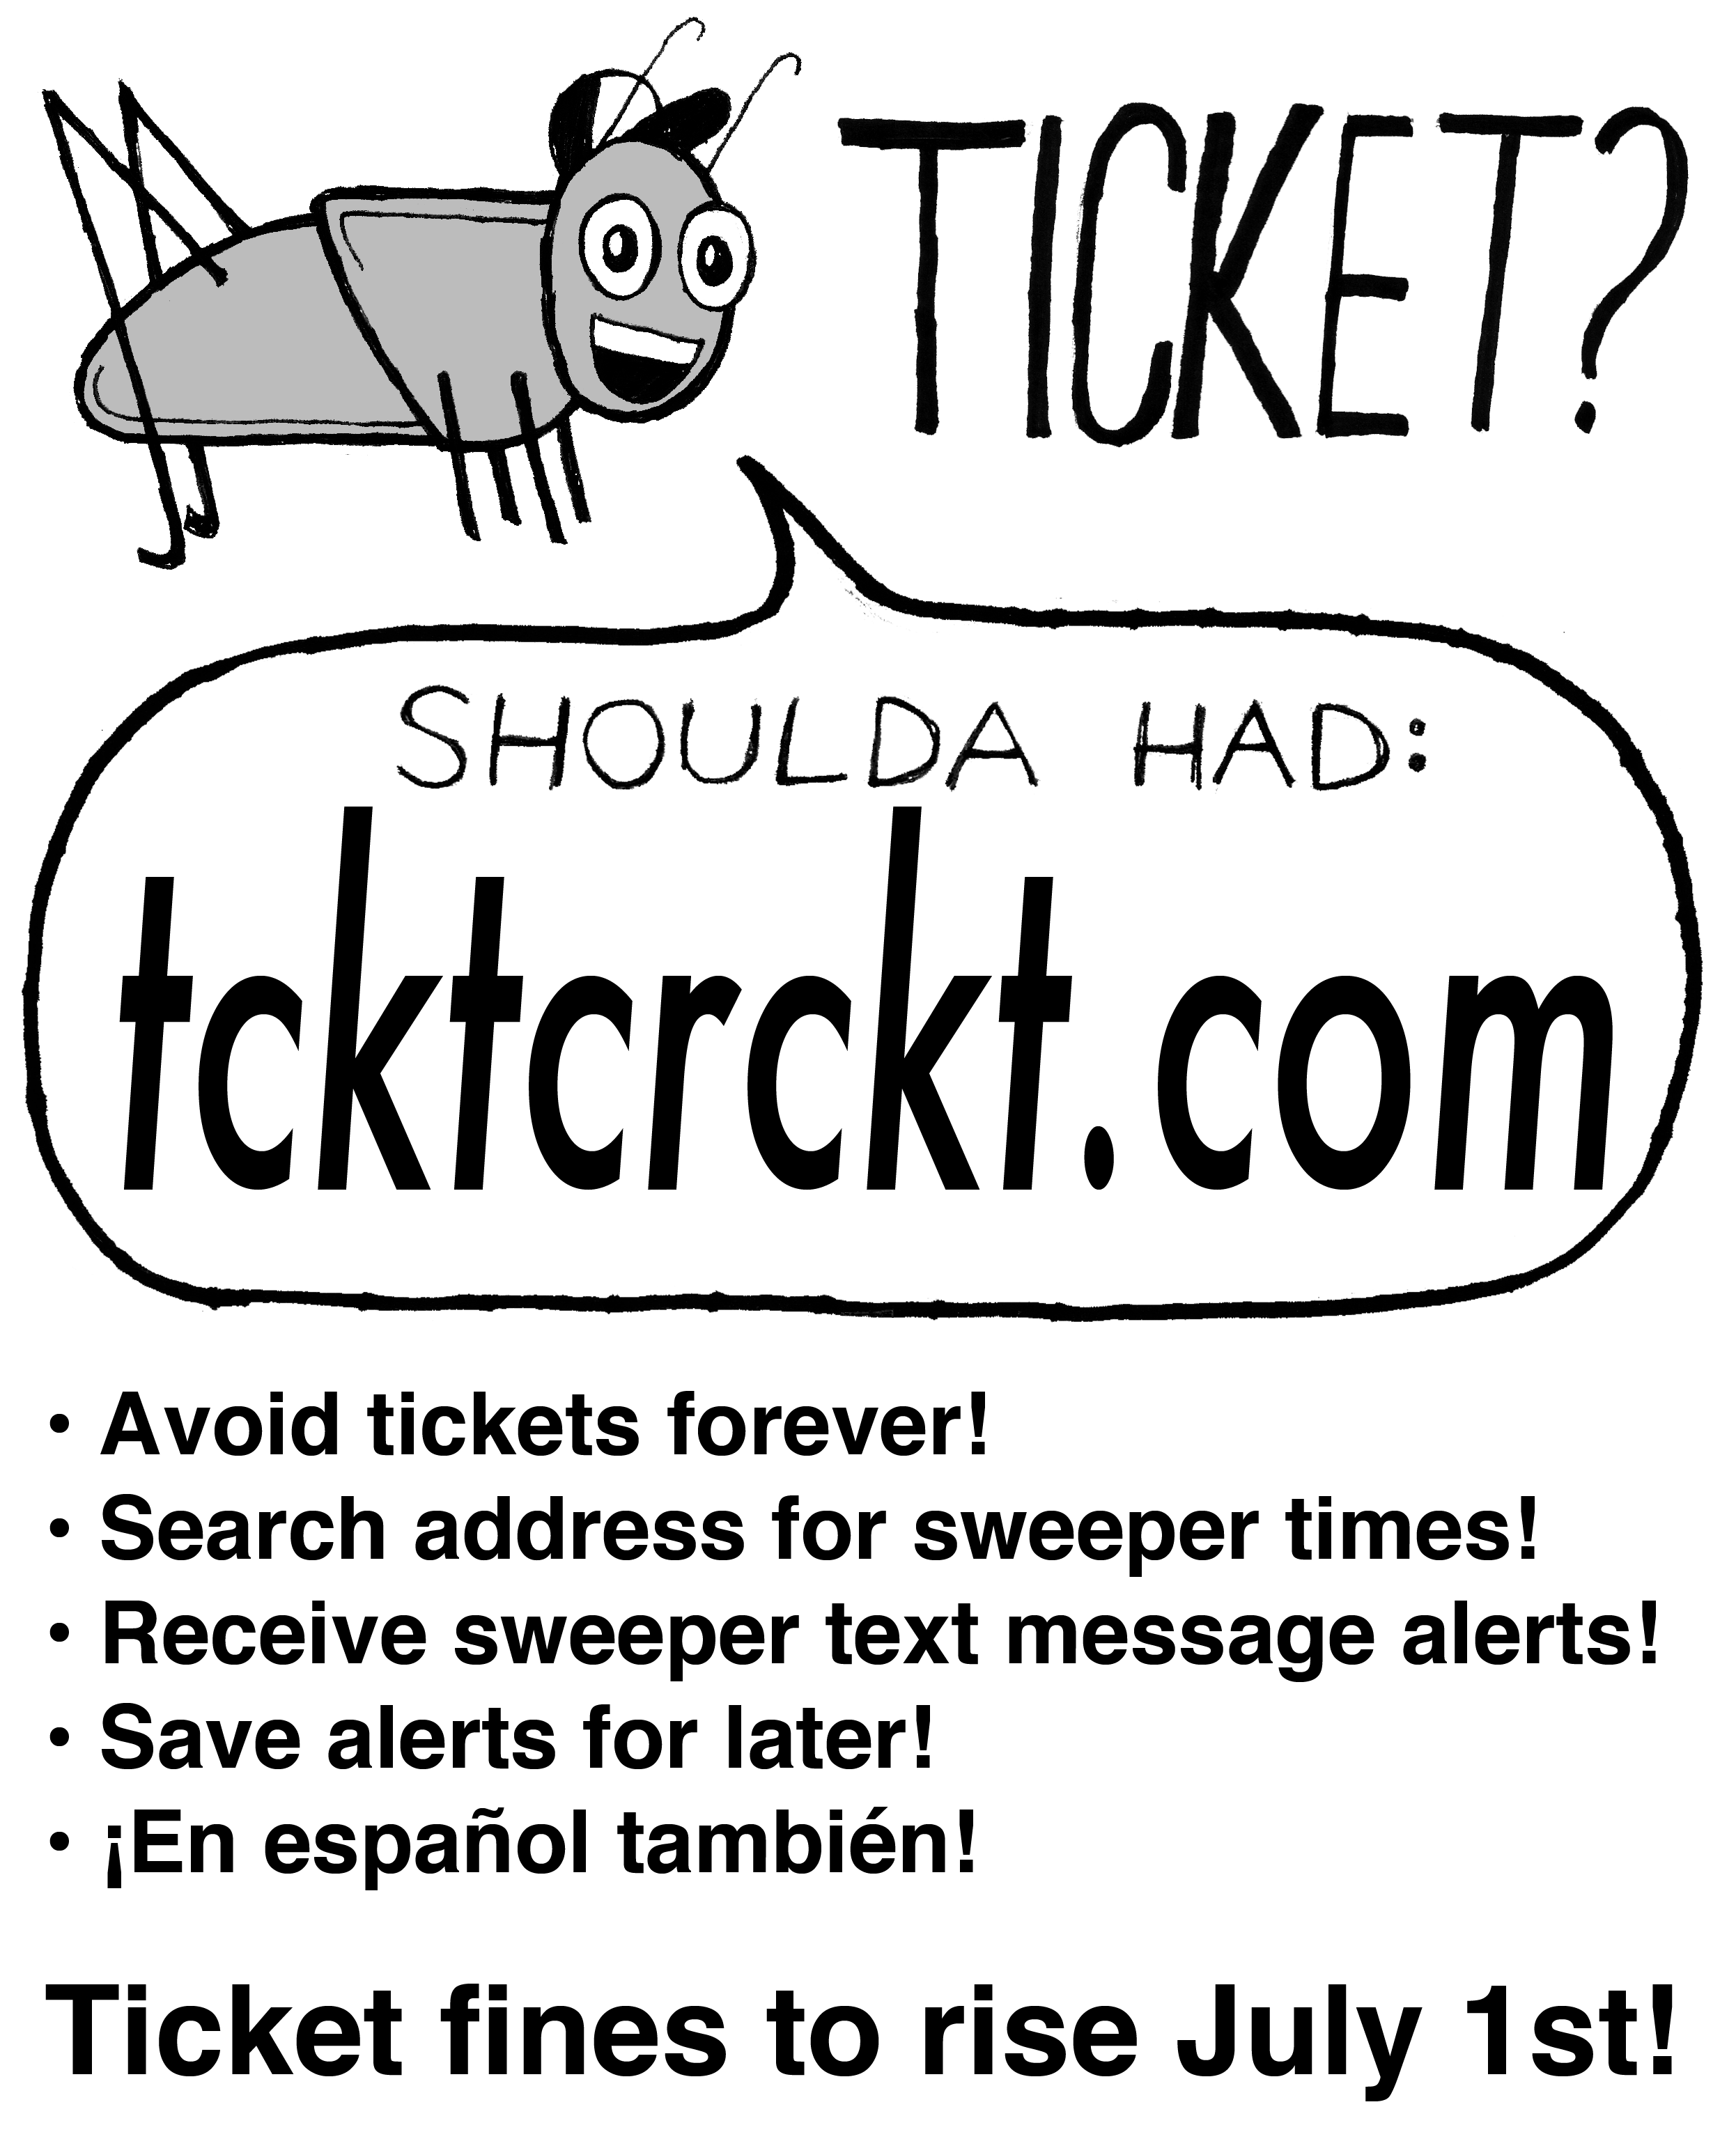 TICKET?
SHOULDA HAD:
tcktcrckt.com
• Avoid tickets forever!
• Search address for sweeper times!
• Receive sweeper text message alerts!
• Save alerts for later!
• ¡En español también!
Ticket fines to rise July 1st!